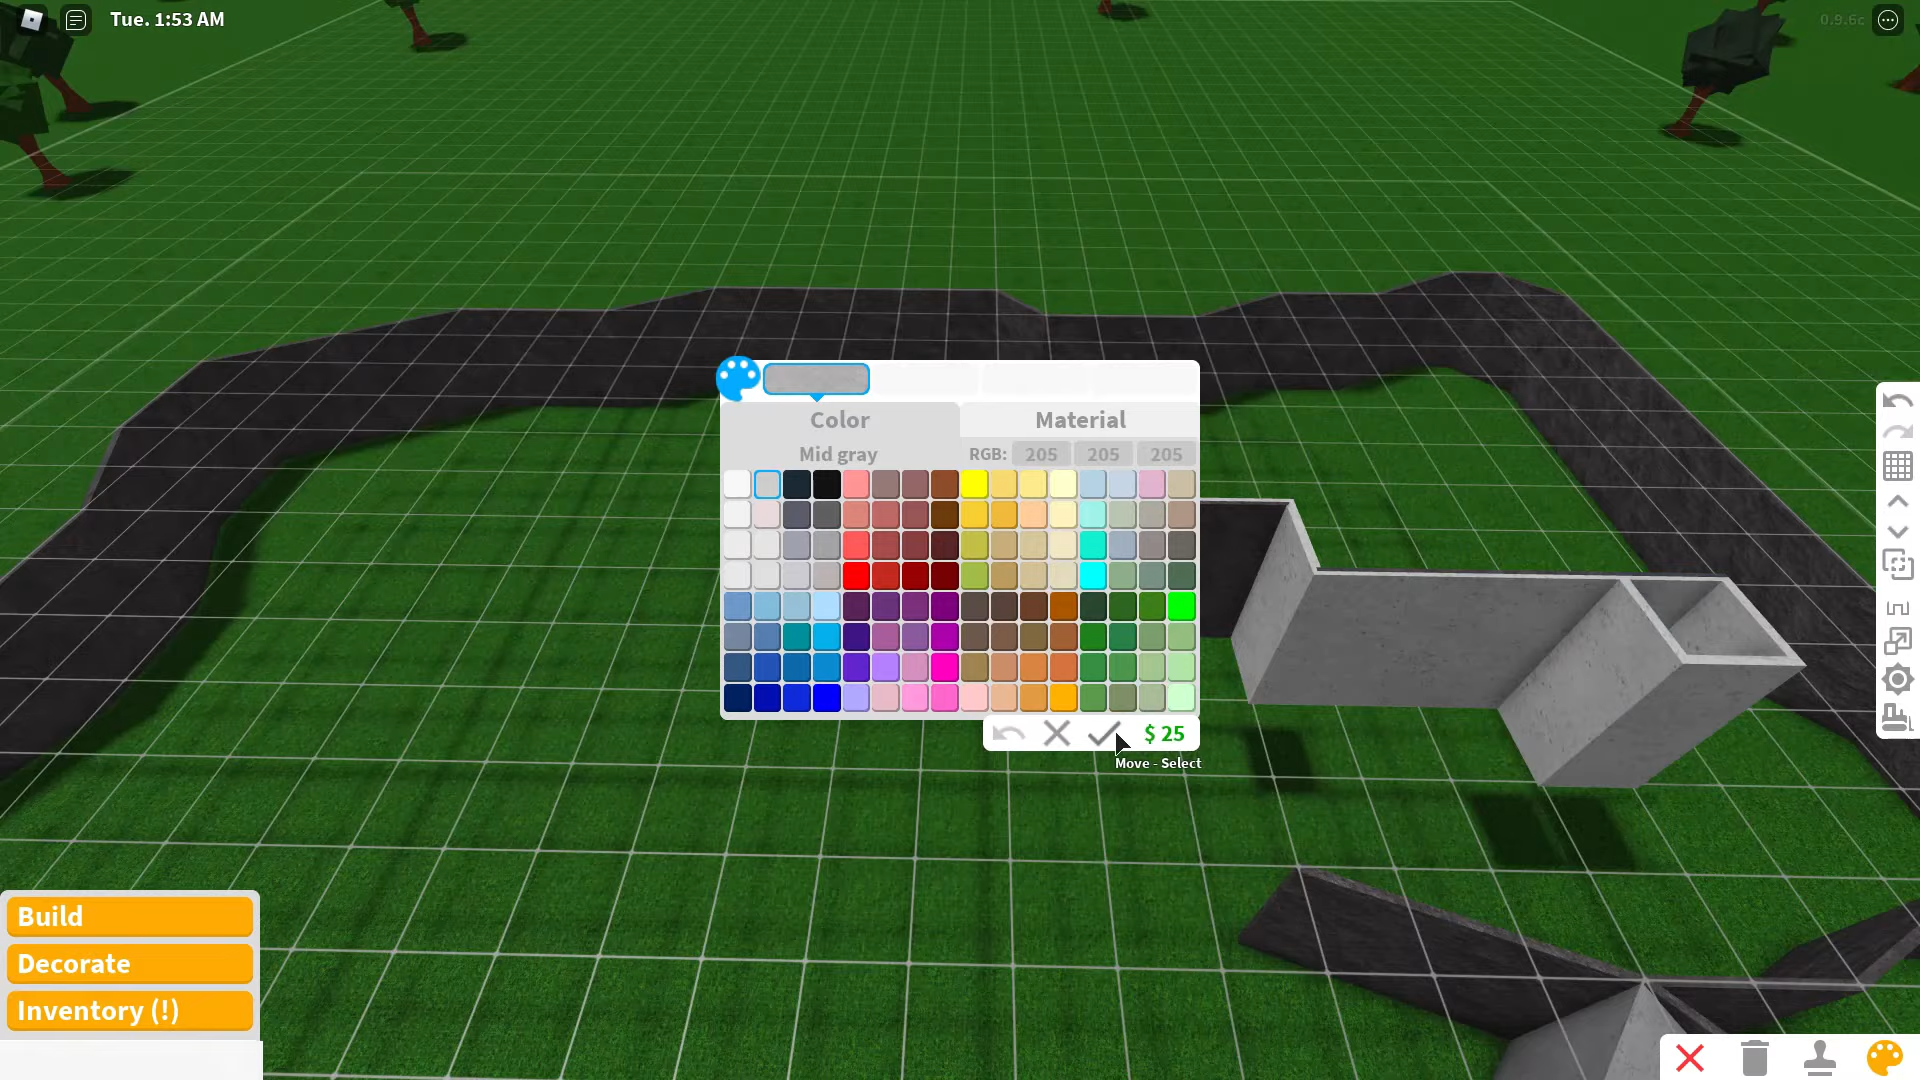 Tue. 1:53 AM
0.9.6c
Color
Material
Mid gray
RGB: 205 205 205
$ 25
Move - Select
Build
Decorate
Inventory (!)